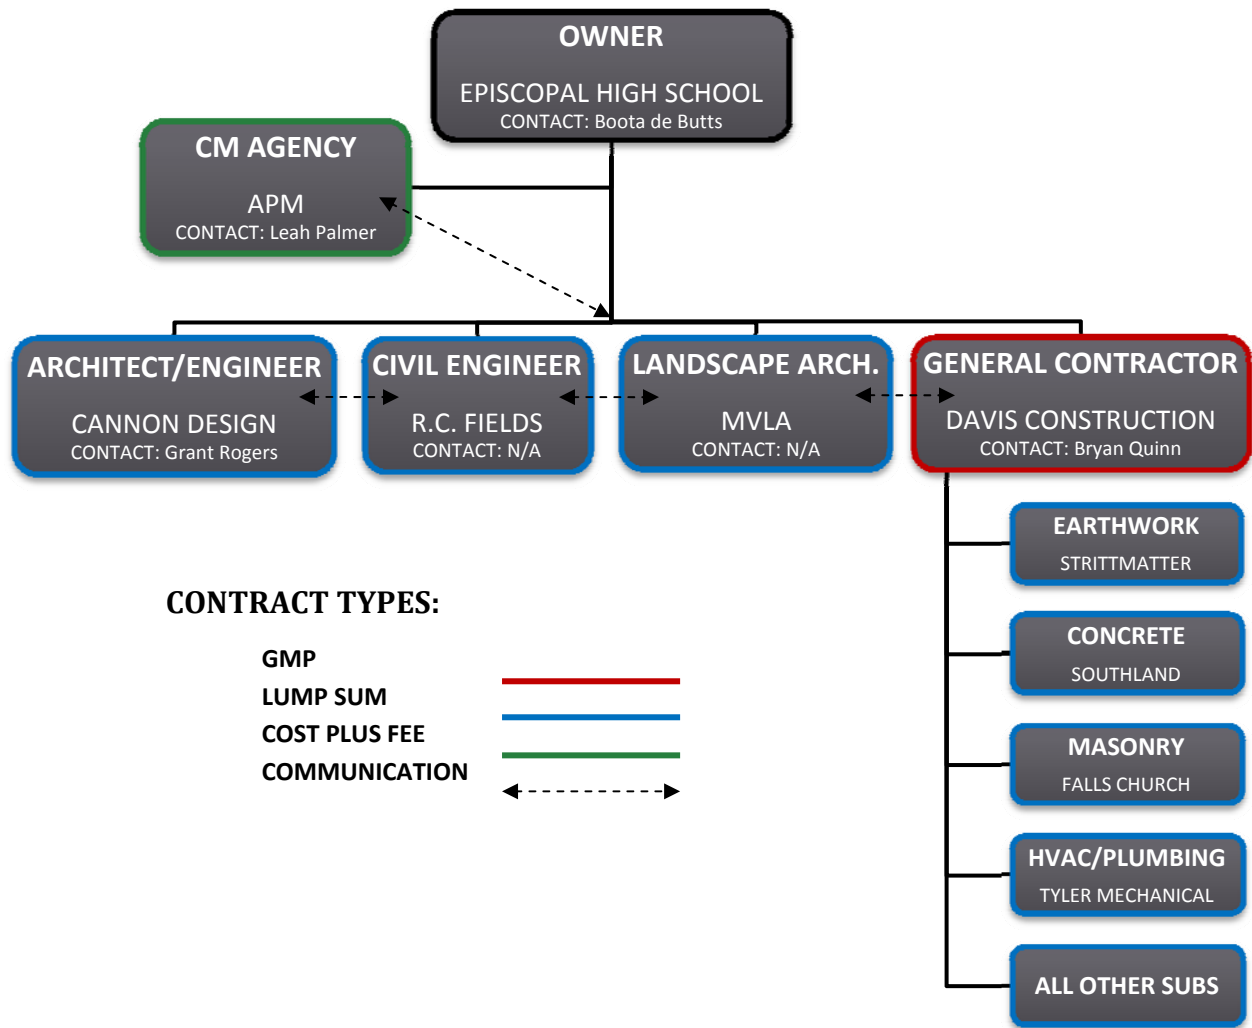 OWNER
EPISCOPAL HIGH SCHOOL
CONTACT: Boota de Butts
CM AGENCY
APM
CONTACT: Leah Palmer
ARCHITECT/ENGINEER
CANNON DESIGN
CONTACT: Grant Rogers
CIVIL ENGINEER
R.C. FIELDS
CONTACT: N/A
LANDSCAPE ARCH.
MVLA
CONTACT: N/A
GENERAL CONTRACTOR
DAVIS CONSTRUCTION
CONTACT: Bryan Quinn
EARTHWORK
STRITTMATTER
CONCRETE
SOUTHLAND
MASONRY
FALLS CHURCH
HVAC/PLUMBING
TYLER MECHANICAL
ALL OTHER SUBS
CONTRACT TYPES:
GMP
LUMP SUM
COST PLUS FEE
COMMUNICATION